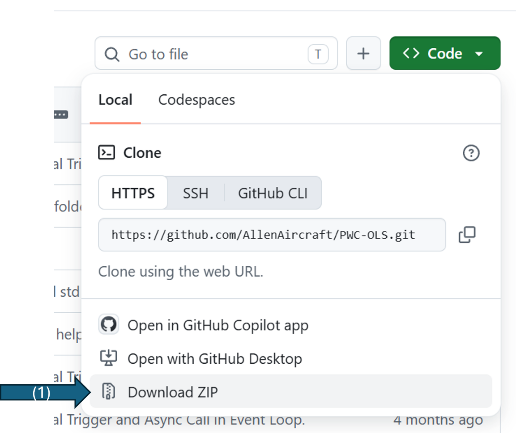 Go to file T + <> Code
Local Codespaces
al Tri
Clone
folde
HTTPS SSH GitHub CLI
https://github.com/AllenAircraft/PWC-OLS.git
Clone using the web URL.
d std
Open in GitHub Copilot app
help
Open with GitHub Desktop
al Tri
(1) Download ZIP
al Trigger and Async Call in Event Loop. 4 months ago